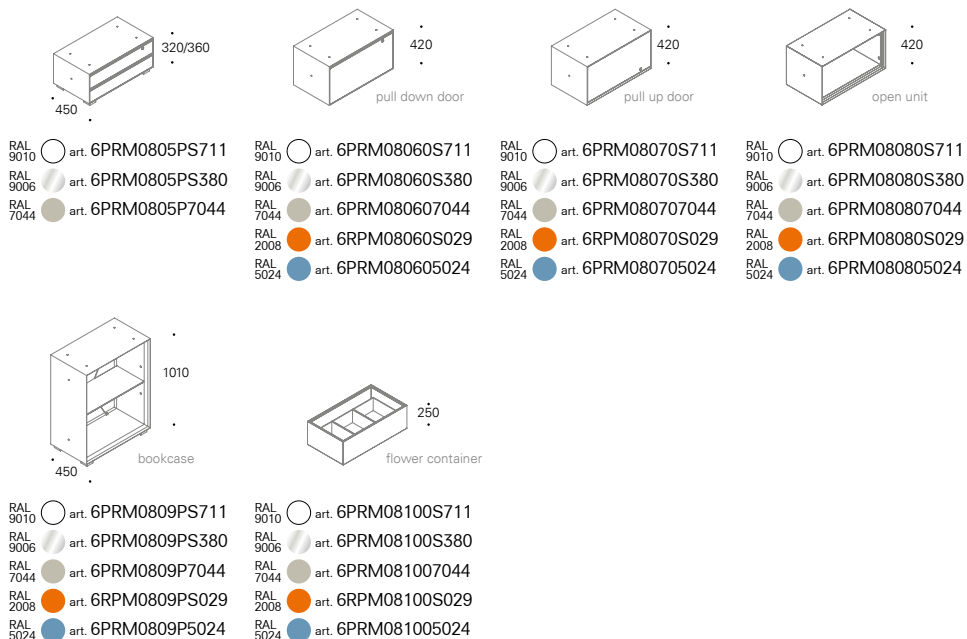 320/360
450
420
pull down door
420
pull up door
420
open unit
RAL 9010 art. 6PRM0805PS711
RAL 9006 art. 6PRM0805PS380
RAL 7044 art. 6PRM0805P7044
RAL 9010 art. 6PRM08060S711
RAL 9006 art. 6PRM08060S380
RAL 7044 art. 6PRM080607044
RAL 2008 art. 6RPM08060S029
RAL 5024 art. 6PRM080605024
RAL 9010 art. 6PRM08070S711
RAL 9006 art. 6PRM08070S380
RAL 7044 art. 6PRM080707044
RAL 2008 art. 6RPM08070S029
RAL 5024 art. 6PRM080705024
RAL 9010 art. 6PRM08080S711
RAL 9006 art. 6PRM08080S380
RAL 7044 art. 6PRM080807044
RAL 2008 art. 6RPM08080S029
RAL 5024 art. 6PRM080805024
1010
450
bookcase
250
flower container
RAL 9010 art. 6PRM0809PS711
RAL 9006 art. 6PRM0809PS380
RAL 7044 art. 6PRM0809P7044
RAL 2008 art. 6RPM0809PS029
RAL 5024 art. 6PRM0809P5024
RAL 9010 art. 6PRM08100S711
RAL 9006 art. 6PRM08100S380
RAL 7044 art. 6PRM081007044
RAL 2008 art. 6RPM08100S029
RAL 5024 art. 6PRM081005024